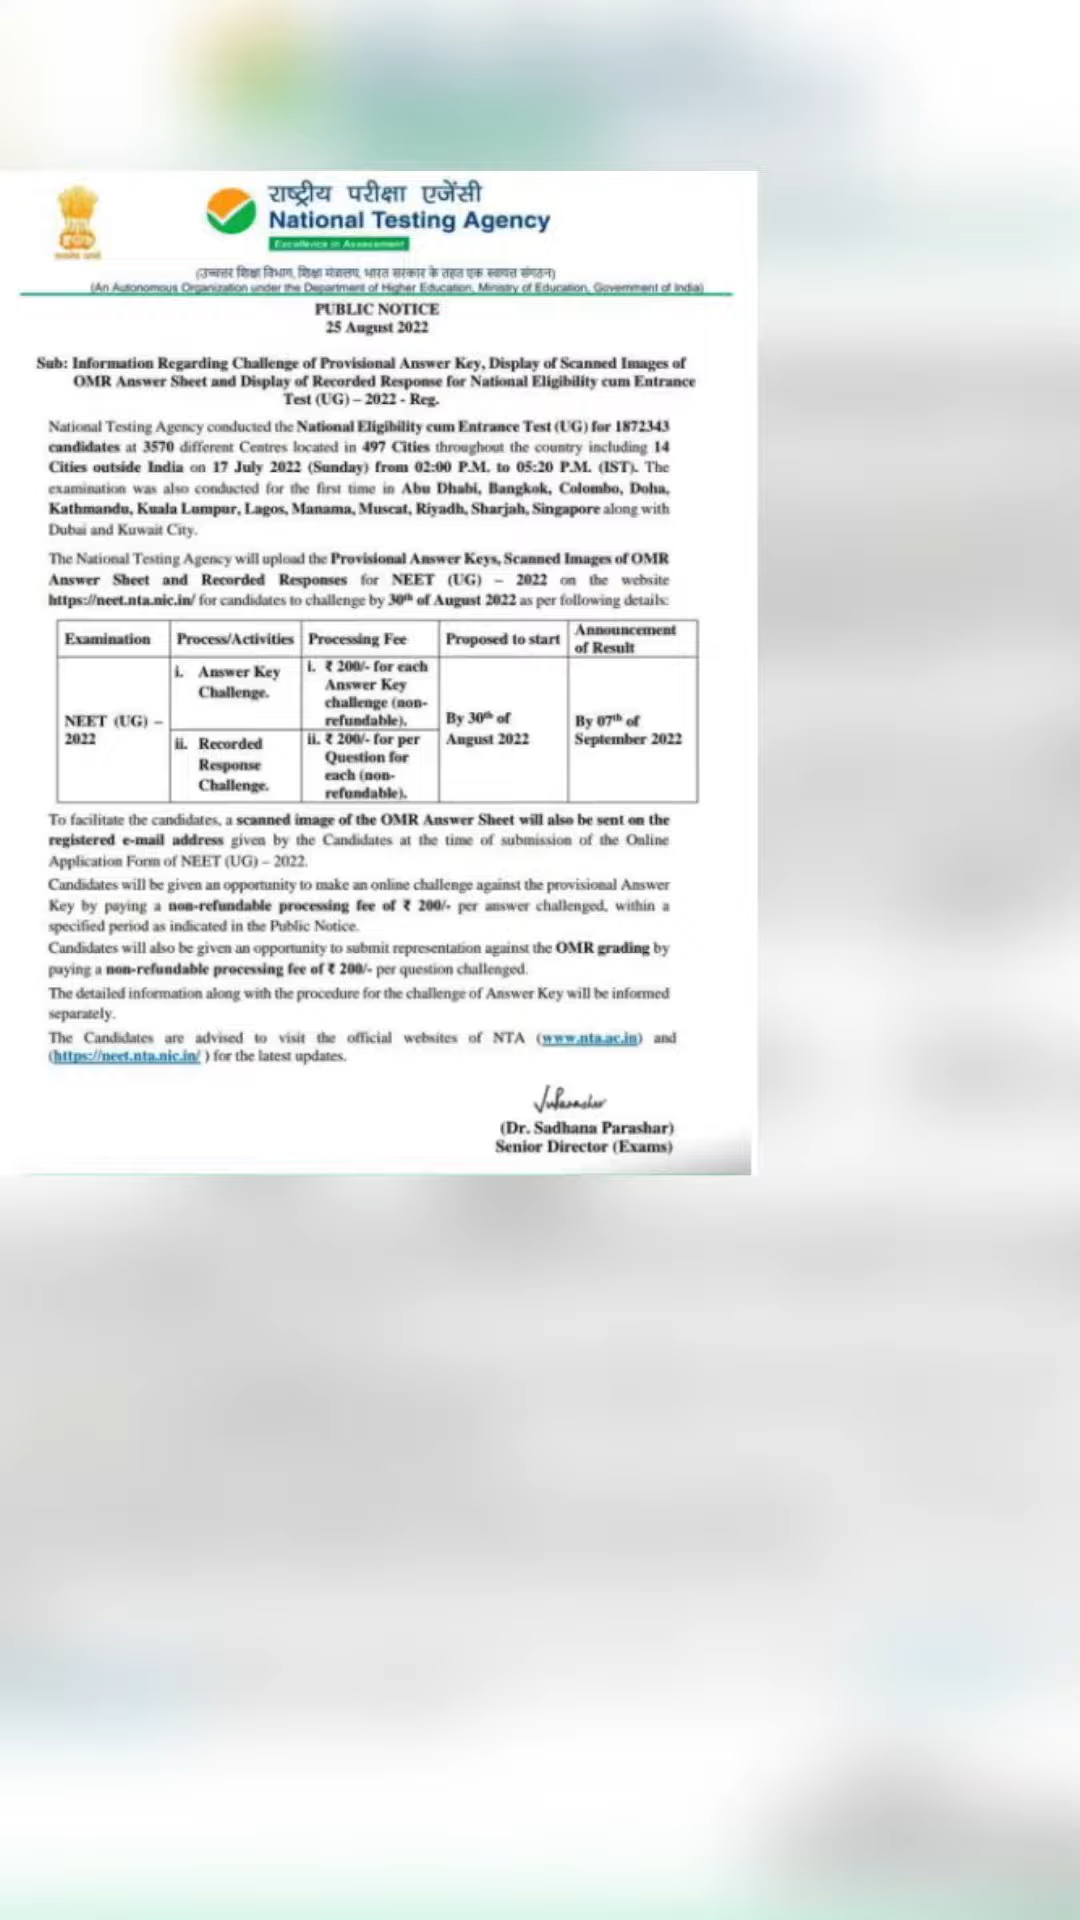 राष्ट्रीय परीक्षा एजेंसी
National Testing Agency
Excellence in Assessment
(उच्चतर शिक्षा विभाग, शिक्षा मंत्रालय, भारत सरकार के तहत एक स्वायत्त संगठन)
(An Autonomous Organization under the Department of Higher Education, Ministry of Education, Government of India)
PUBLIC NOTICE
25 August 2022
Sub: Information Regarding Challenge of Provisional Answer Key, Display of Scanned Images of
OMR Answer Sheet and Display of Recorded Response for National Eligibility cum Entrance
Test (UG) – 2022 - Reg.
National Testing Agency conducted the National Eligibility cum Entrance Test (UG) for 1872343
candidates at 3570 different Centres located in 497 Cities throughout the country including 14
Cities outside India on 17 July 2022 (Sunday) from 02:00 P.M. to 05:20 P.M. (IST). The
examination was also conducted for the first time in Abu Dhabi, Bangkok, Colombo, Doha,
Kathmandu, Kuala Lumpur, Lagos, Manama, Muscat, Riyadh, Sharjah, Singapore along with
Dubai and Kuwait City.
The National Testing Agency will upload the Provisional Answer Keys, Scanned Images of OMR
Answer Sheet and Recorded Responses for NEET (UG) – 2022 on the website
https://neet.nta.nic.in/ for candidates to challenge by 30th of August 2022 as per following details:
Examination Process/Activities Processing Fee Proposed to start Announcement of Result
NEET (UG) – 2022
i. Answer Key
Challenge.
i. ₹ 200/- for each
Answer Key
challenge (non-
refundable).
ii. Recorded
Response
Challenge.
ii. ₹ 200/- for per
Question for
each (non-
refundable).
By 30th of
August 2022
By 07th of
September 2022
To facilitate the candidates, a scanned image of the OMR Answer Sheet will also be sent on the
registered e-mail address given by the Candidates at the time of submission of the Online
Application Form of NEET (UG) – 2022.
Candidates will be given an opportunity to make an online challenge against the provisional Answer
Key by paying a non-refundable processing fee of ₹ 200/- per answer challenged, within a
specified period as indicated in the Public Notice.
Candidates will also be given an opportunity to submit representation against the OMR grading by
paying a non-refundable processing fee of ₹ 200/- per question challenged.
The detailed information along with the procedure for the challenge of Answer Key will be informed
separately.
The Candidates are advised to visit the official websites of NTA (www.nta.ac.in) and
(https://neet.nta.nic.in/ ) for the latest updates.
(Dr. Sadhana Parashar)
Senior Director (Exams)